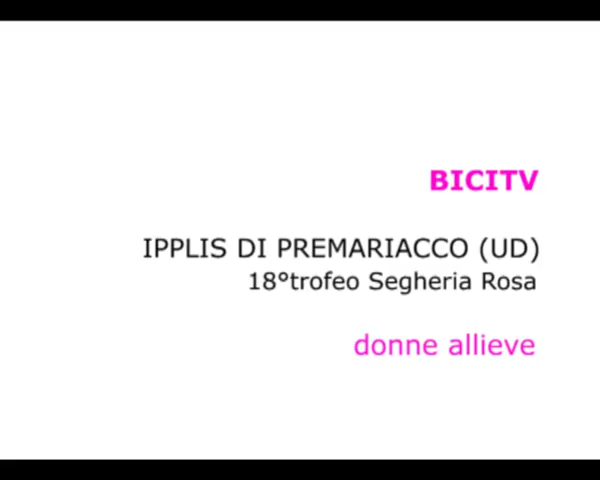 BICITV
IPPLIS DI PREMARIACCO (UD)
18°trofeo Segheria Rosa
donne allieve